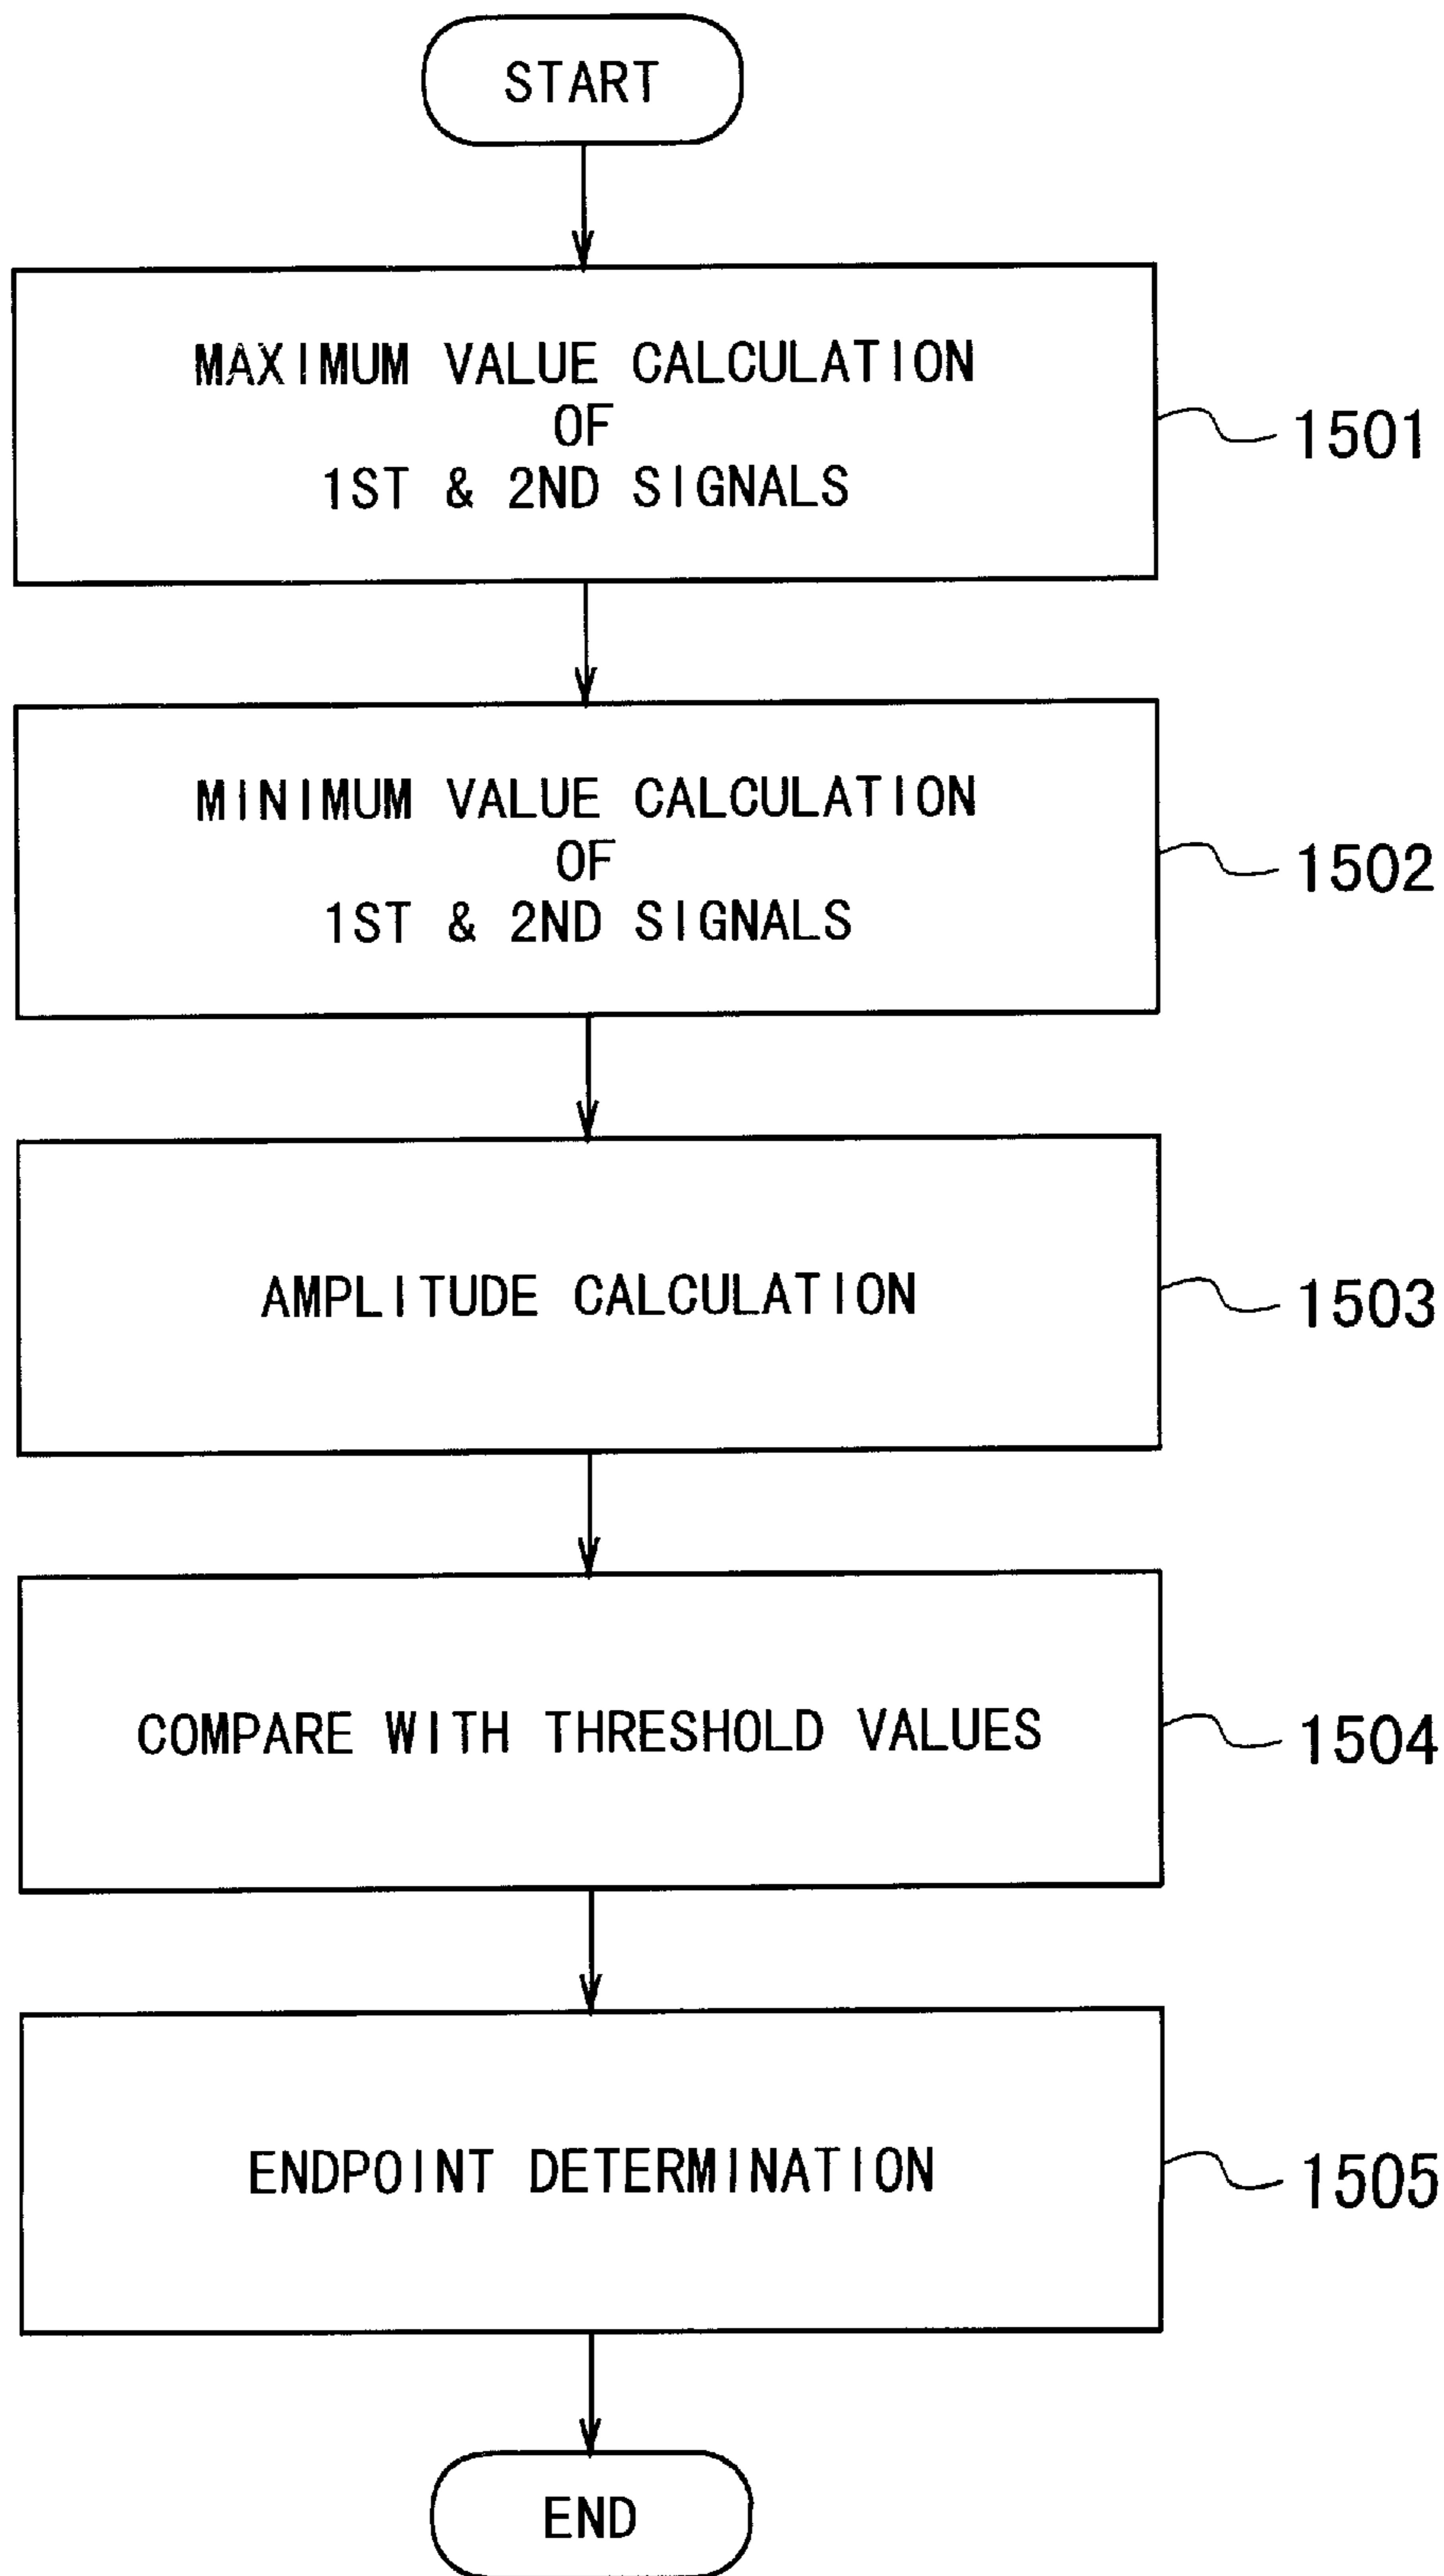 START
MAXIMUM VALUE CALCULATION
OF
1ST & 2ND SIGNALS
1501
MINIMUM VALUE CALCULATION
OF
1ST & 2ND SIGNALS
1502
AMPLITUDE CALCULATION
1503
COMPARE WITH THRESHOLD VALUES
1504
ENDPOINT DETERMINATION
1505
END